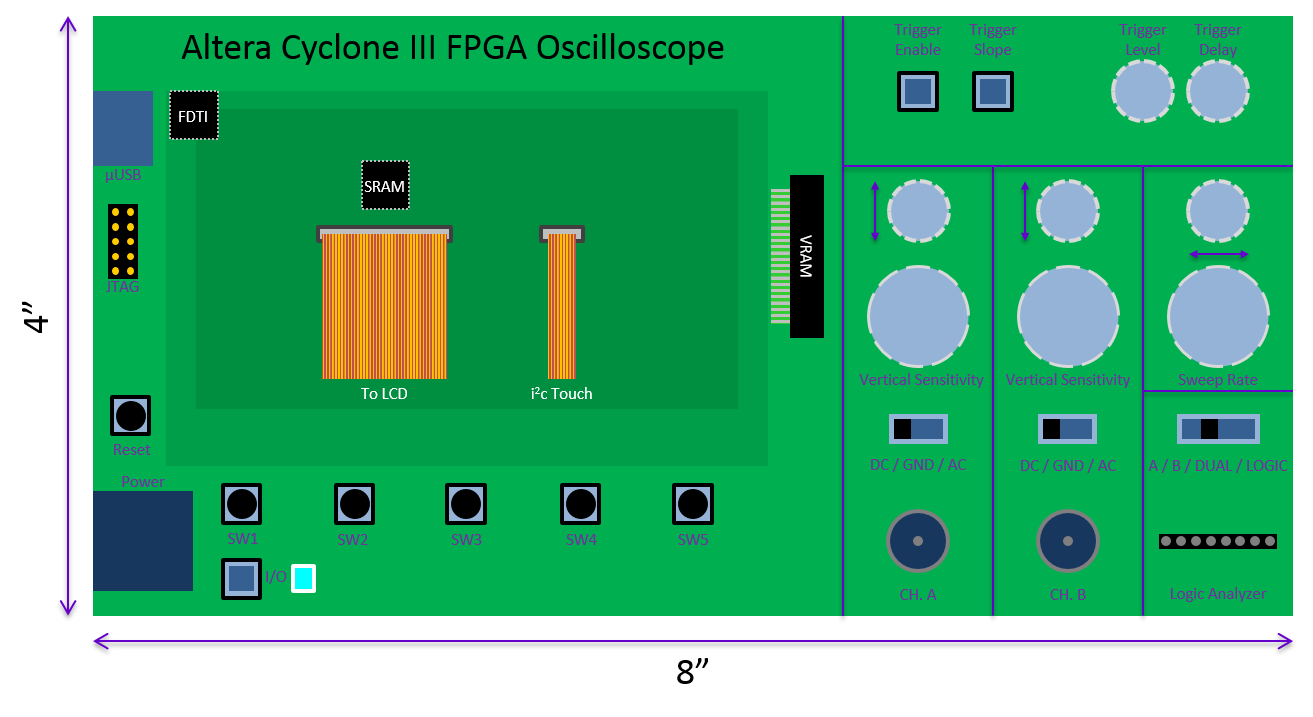 Altera Cyclone III FPGA Oscilloscope
Trigger
Enable
Trigger
Slope
Trigger
Level
Trigger
Delay
FDTI
µUSB
SRAM
JTAG
VRAM
4”
To LCD
i²c Touch
Vertical Sensitivity
Vertical Sensitivity
Sweep Rate
Reset
DC / GND / AC
DC / GND / AC
A / B / DUAL / LOGIC
Power
SW1
SW2
SW3
SW4
SW5
I/O
CH. A
CH. B
Logic Analyzer
8”